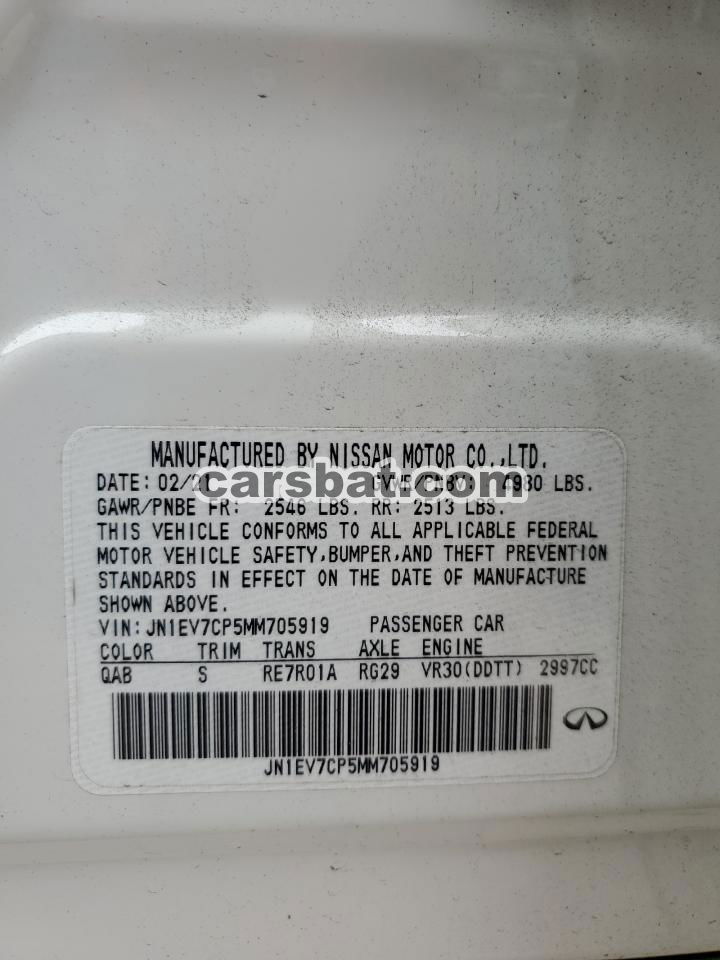 MANUFACTURED BY NISSAN MOTOR CO.,LTD.
DATE: 02/21 4980 LBS.
carsbat.com
GAWR/PNBE FR: 2546 LBS. RR: 2513 LBS.
THIS VEHICLE CONFORMS TO ALL APPLICABLE FEDERAL
MOTOR VEHICLE SAFETY,BUMPER,AND THEFT PREVENTION
STANDARDS IN EFFECT ON THE DATE OF MANUFACTURE
SHOWN ABOVE.
VIN:JN1EV7CP5MM705919 PASSENGER CAR
COLOR TRIM TRANS AXLE ENGINE
QAB S RE7R01A RG29 VR30(DDTT) 2997CC
JN1EV7CP5MM705919